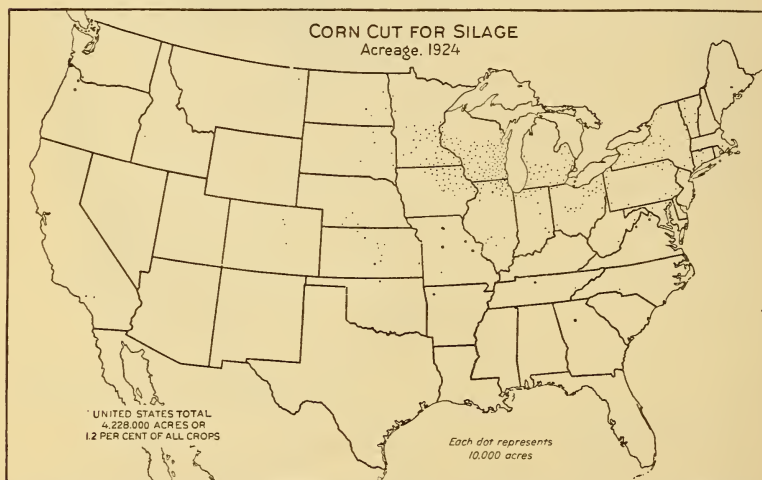 CORN CUT FOR SILAGE
Acreage, 1924
UNITED STATES TOTAL
4,228,000 ACRES OR
1.2 PER CENT OF ALL CROPS
Each dot represents
10,000 acres